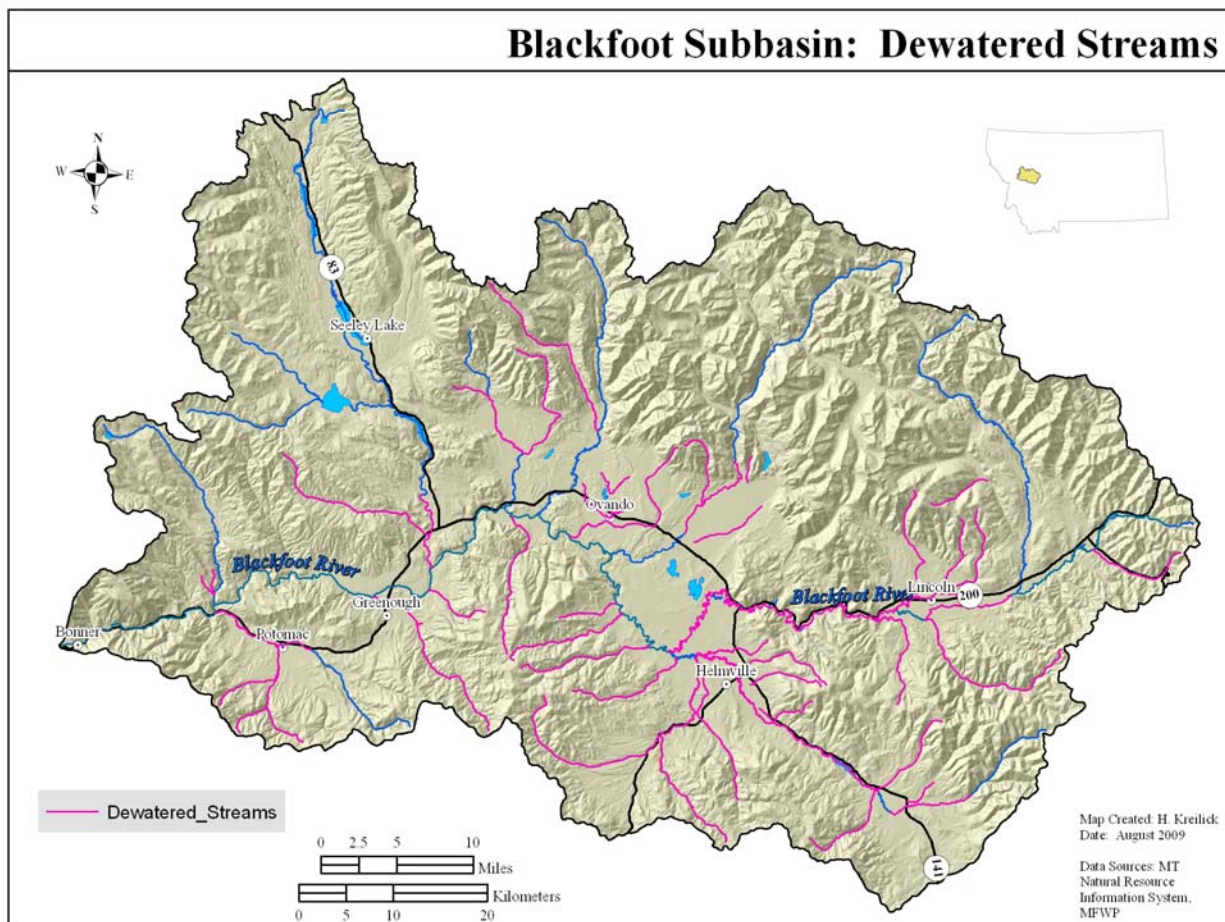 Blackfoot Subbasin: Dewatered Streams
N
W E
S
83
Seeley Lake
Ovando
Blackfoot River
Greenough
Bonner
Potomac
Blackfoot River
Lincoln
200
Helmville
141
Dewatered_Streams
0 2.5 5 10
Miles
Kilometers
0 5 10 20
Map Created: H. Kreilick
Date: August 2009
Data Sources: MT
Natural Resource
Information System,
MFWP